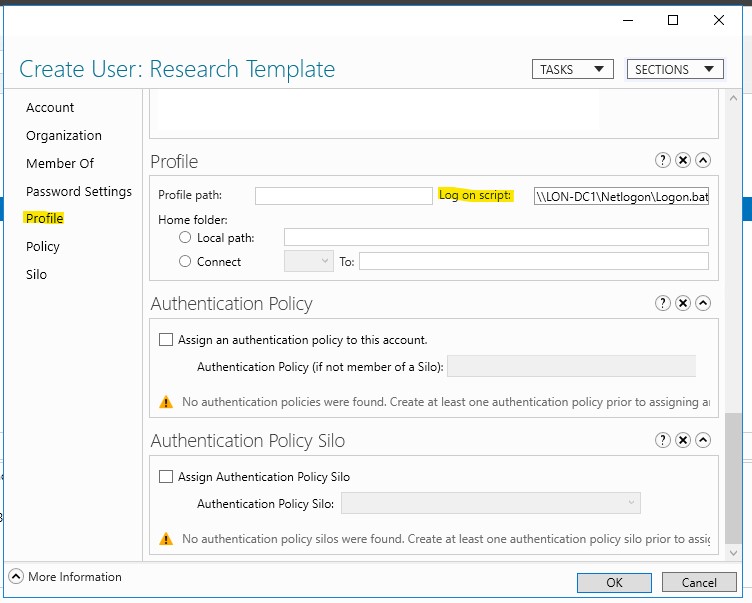 Create User: Research Template
TASKS
SECTIONS
Account
Organization
Member Of
Password Settings
Profile
Policy
Silo
Profile
Profile path:
Log on script:
\\LON-DC1\Netlogon\Logon.bat
Home folder:
Local path:
Connect
To:
Authentication Policy
Assign an authentication policy to this account.
Authentication Policy (if not member of a Silo):
No authentication policies were found. Create at least one authentication policy prior to assigning
Authentication Policy Silo
Assign Authentication Policy Silo
Authentication Policy Silo:
No authentication policy silos were found. Create at least one authentication policy silo prior to
More Information
OK
Cancel